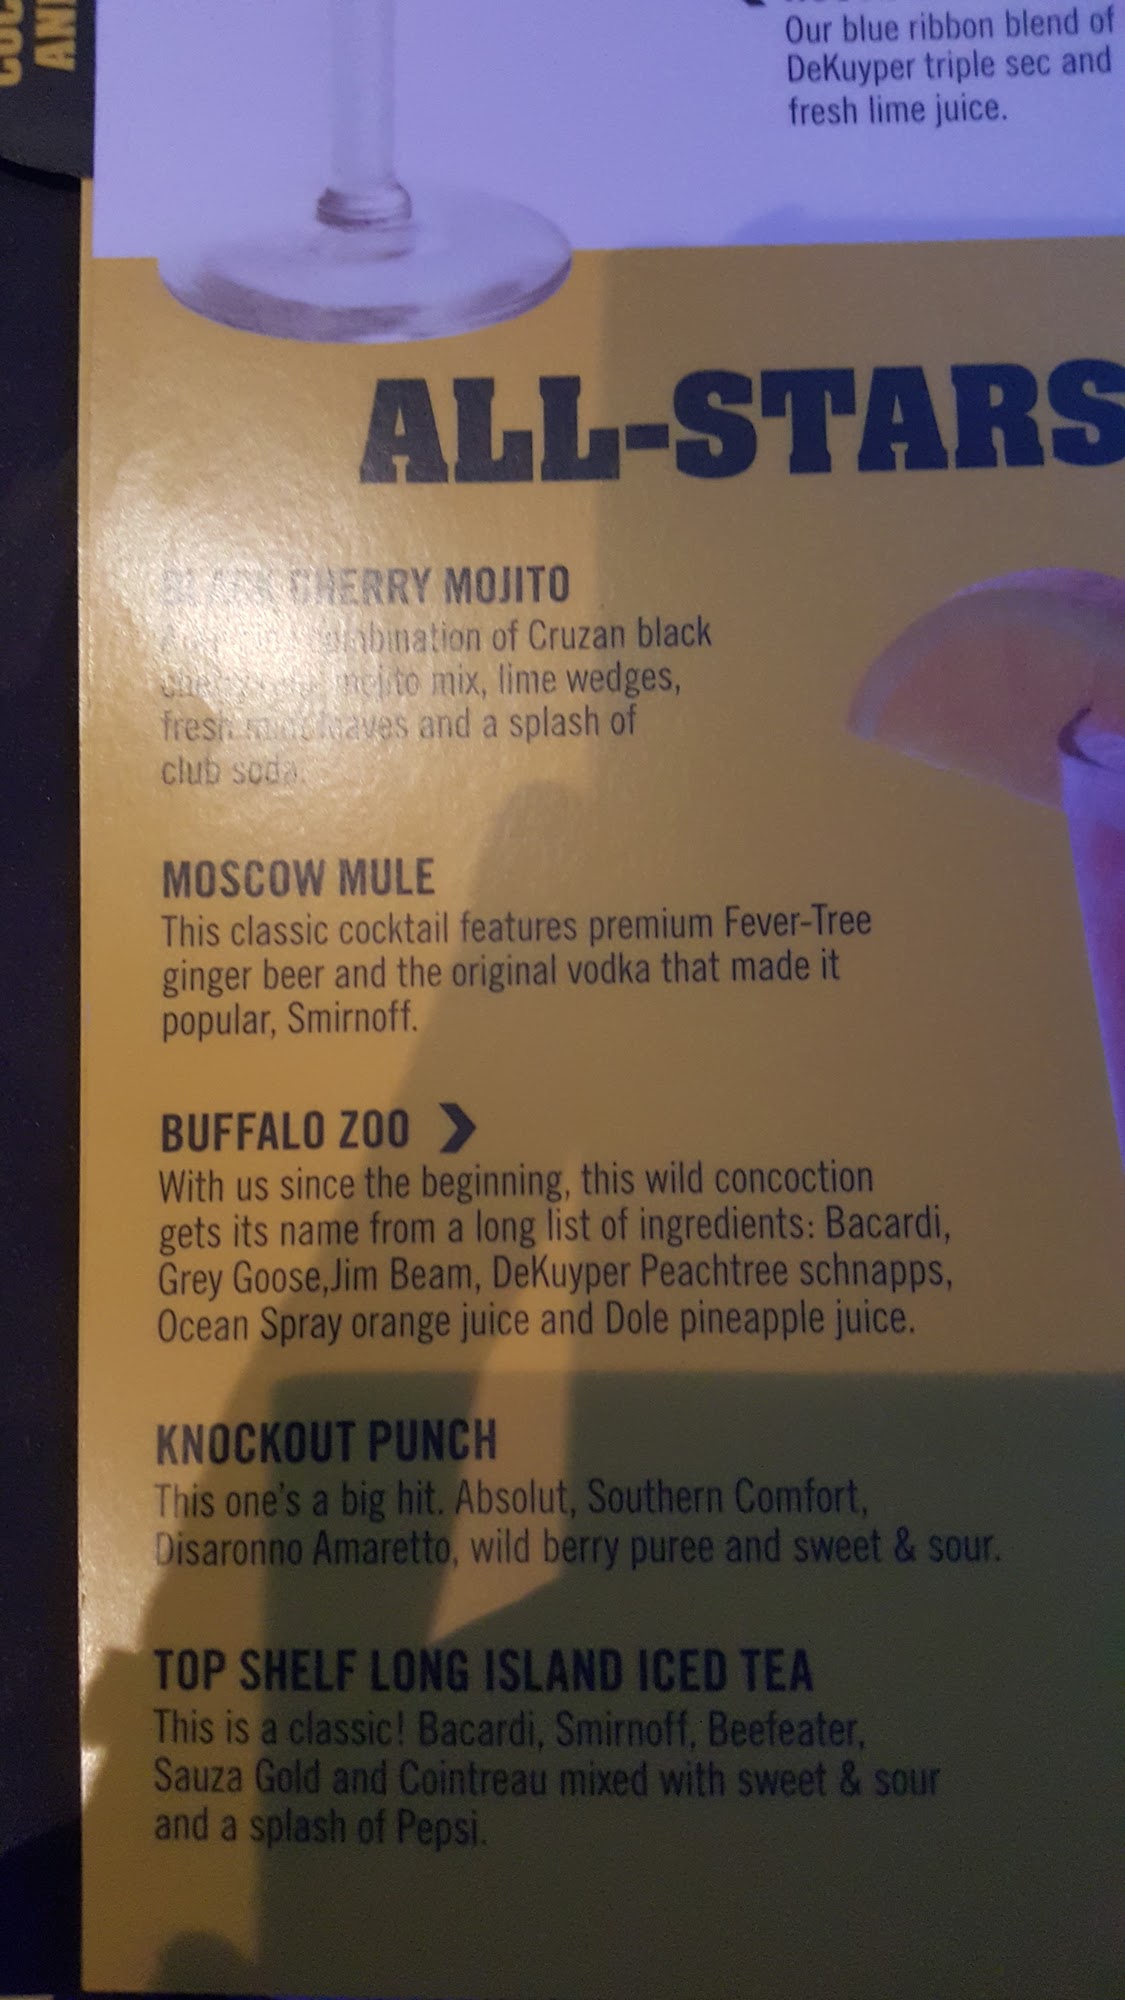 Our blue ribbon blend of
DeKuyper triple sec and
fresh lime juice.
ALL-STARS
BLACK CHERRY MOJITO
combination of Cruzan black
mojito mix, lime wedges,
fresh mint leaves and a splash of
club soda.
MOSCOW MULE
This classic cocktail features premium Fever-Tree
ginger beer and the original vodka that made it
popular, Smirnoff.
BUFFALO ZOO
With us since the beginning, this wild concoction
gets its name from a long list of ingredients: Bacardi,
Grey Goose,Jim Beam, DeKuyper Peachtree schnapps,
Ocean Spray orange juice and Dole pineapple juice.
KNOCKOUT PUNCH
This one's a big hit. Absolut, Southern Comfort,
Disaronno Amaretto, wild berry puree and sweet & sour.
TOP SHELF LONG ISLAND ICED TEA
This is a classic! Bacardi, Smirnoff, Beefeater,
Sauza Gold and Cointreau mixed with sweet & sour
and a splash of Pepsi.